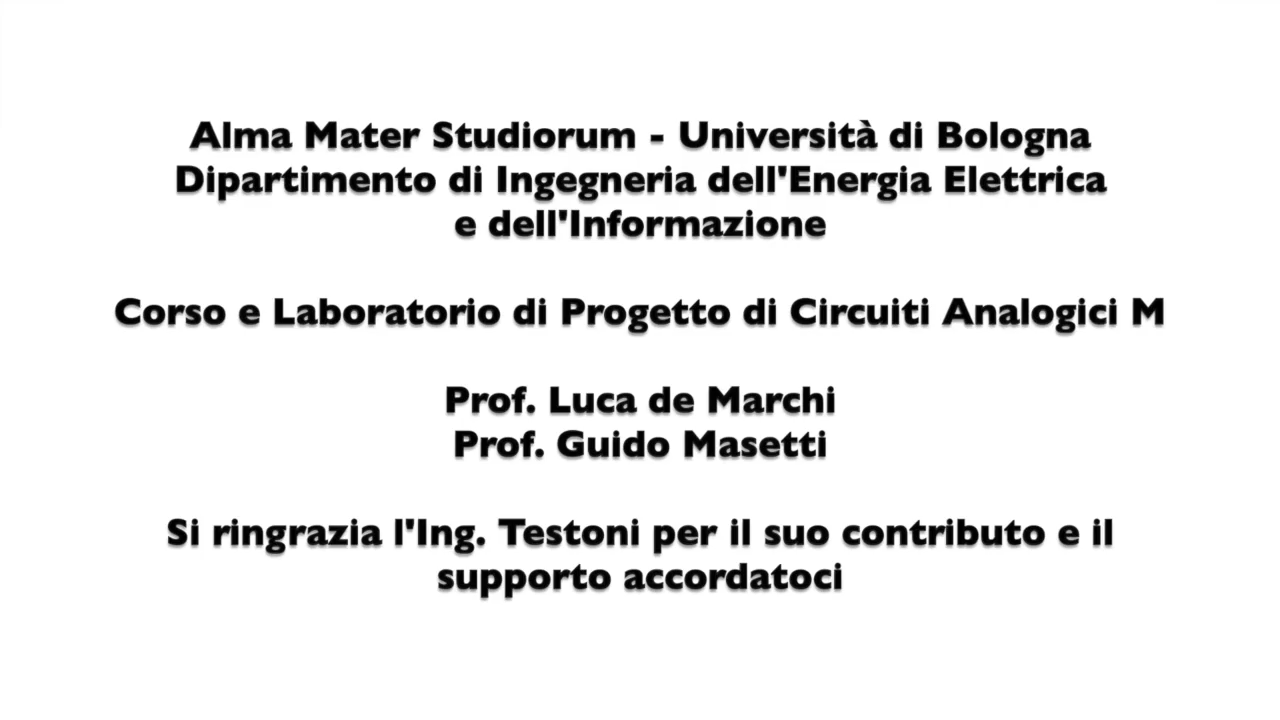 Alma Mater Studiorum - Università di Bologna
Dipartimento di Ingegneria dell'Energia Elettrica
e dell'Informazione
Corso e Laboratorio di Progetto di Circuiti Analogici M
Prof. Luca de Marchi
Prof. Guido Masetti
Si ringrazia l'Ing. Testoni per il suo contributo e il
supporto accordatoci